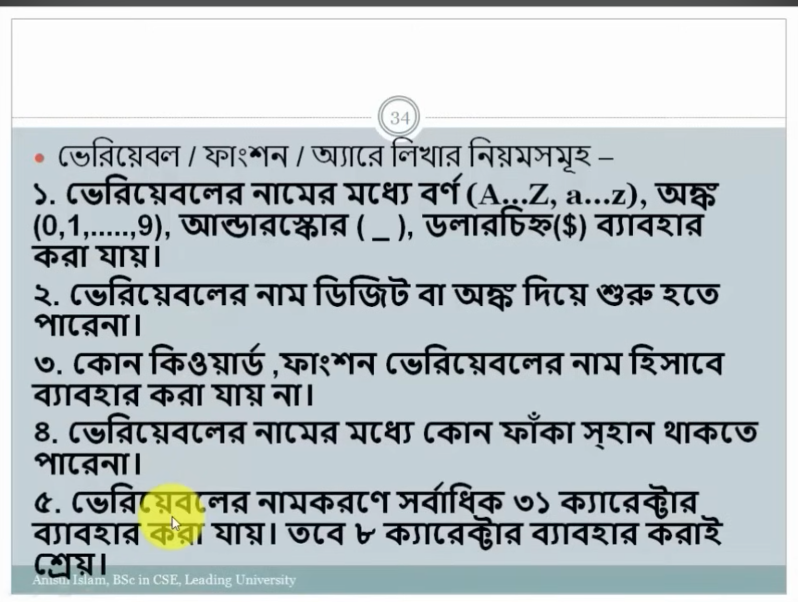 34
• ভেরিয়েবল / ফাংশন / অ্যারে লিখার নিয়মসমূহ –
১. ভেরিয়েবলের নামের মধ্যে বর্ণ (A...Z, a...z), অঙ্ক
(0,1,.....,9), আন্ডারস্কোর ( _ ), ডলারচিহ্ন($) ব্যাবহার
করা যায়।
২. ভেরিয়েবলের নাম ডিজিট বা অঙ্ক দিয়ে শুরু হতে
পারেনা।
৩. কোন কিওয়ার্ড ,ফাংশন ভেরিয়েবলের নাম হিসাবে
ব্যাবহার করা যায় না।
৪. ভেরিয়েবলের নামের মধ্যে কোন ফাঁকা স্হান থাকতে
পারেনা।
৫. ভেরিয়েবলের নামকরণে সর্বাধিক ৩১ ক্যারেক্টার
ব্যাবহার করা যায়। তবে ৮ ক্যারেক্টার ব্যাবহার করাই
শ্রেয়।
Islam, BSc in CSE, Leading University